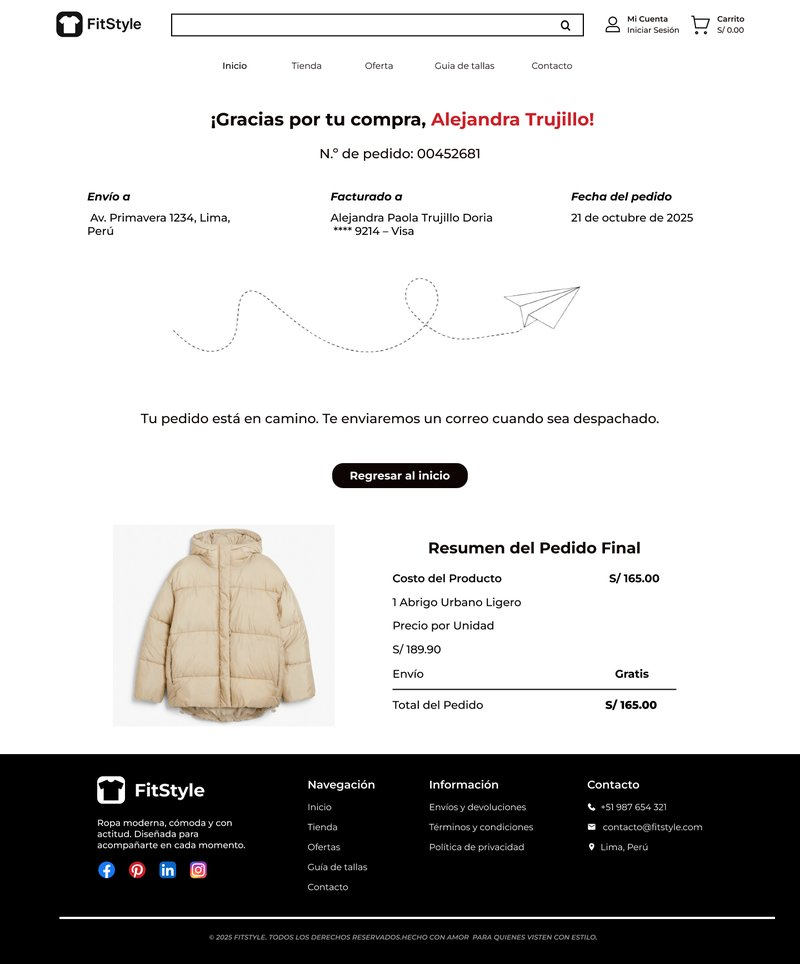 FitStyle
Mi Cuenta
Iniciar Sesión
Carrito
S/ 0.00
Inicio
Tienda
Oferta
Guia de tallas
Contacto
¡Gracias por tu compra, Alejandra Trujillo!
N.º de pedido: 00452681
Envío a
Av. Primavera 1234, Lima,
Perú
Facturado a
Alejandra Paola Trujillo Doria
**** 9214 – Visa
Fecha del pedido
21 de octubre de 2025
Tu pedido está en camino. Te enviaremos un correo cuando sea despachado.
Regresar al inicio
Resumen del Pedido Final
Costo del Producto S/ 165.00
1 Abrigo Urbano Ligero
Precio por Unidad
S/ 189.90
Envío Gratis
Total del Pedido S/ 165.00
FitStyle
Ropa moderna, cómoda y con
actitud. Diseñada para
acompañarte en cada momento.
Navegación
Inicio
Tienda
Ofertas
Guía de tallas
Contacto
Información
Envíos y devoluciones
Términos y condiciones
Política de privacidad
Contacto
+51 987 654 321
contacto@fitstyle.com
Lima, Perú
© 2025 FITSTYLE. TODOS LOS DERECHOS RESERVADOS.HECHO CON AMOR PARA QUIENES VISTEN CON ESTILO.